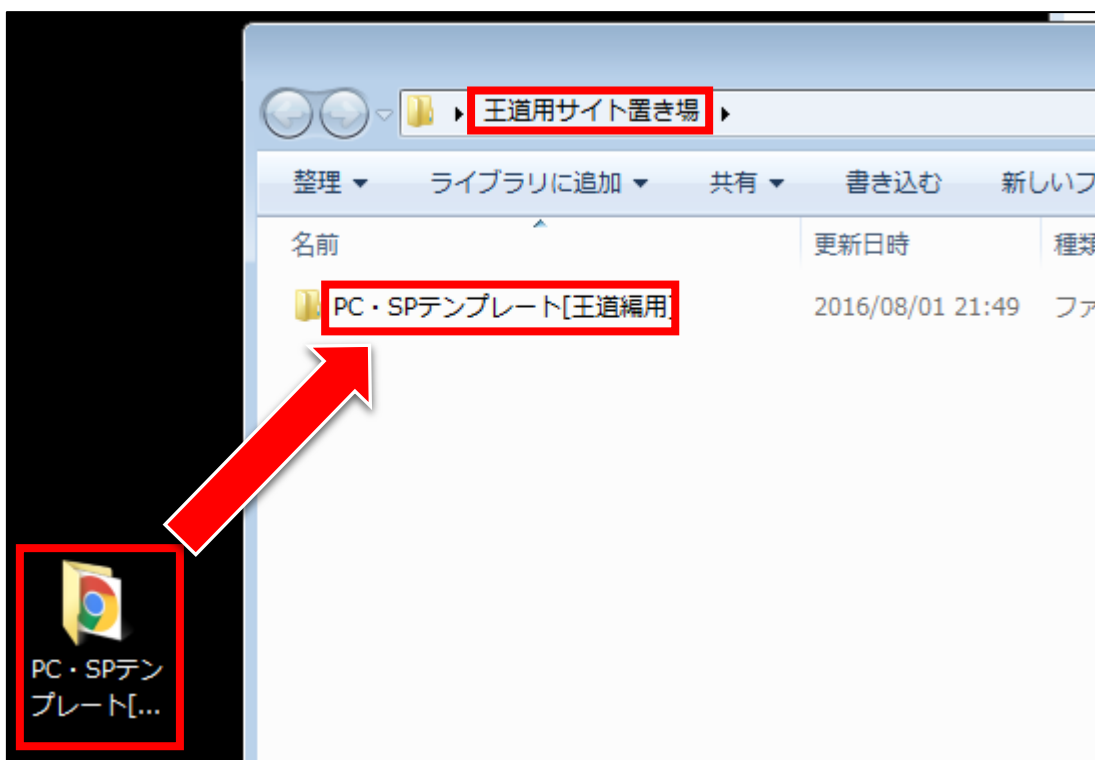 王道用サイト置き場
整理 ライブラリに追加 共有 書き込む 新しいフ
名前 更新日時 種類
PC・SPテンプレート[王道編用] 2016/08/01 21:49 ファ
PC・SPテン
プレート[...